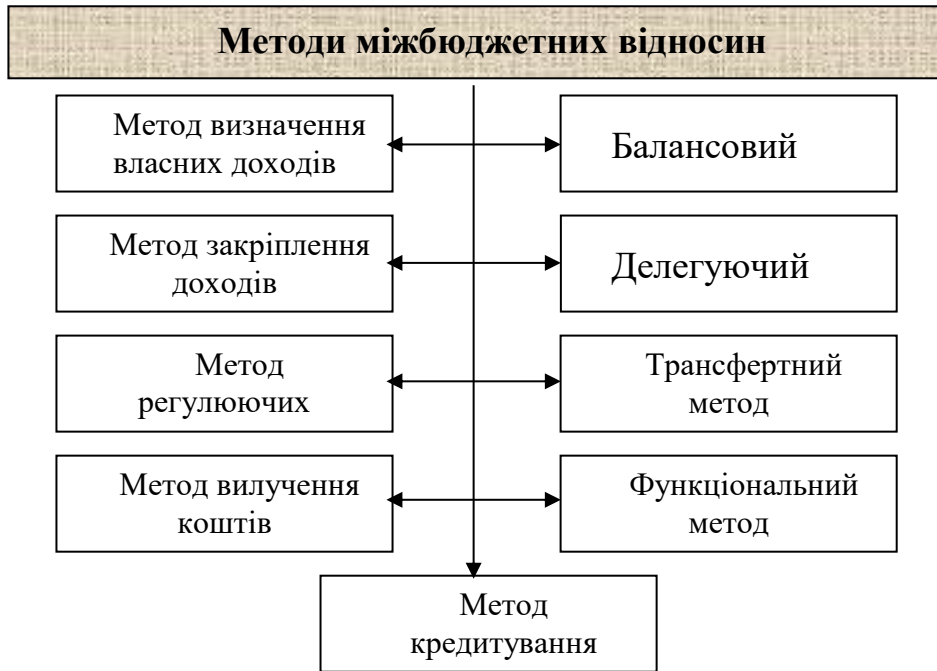 Методи міжбюджетних відносин
Метод визначення
власних доходів
Балансовий
Метод закріплення
доходів
Делегуючий
Метод
регулюючих
Трансфертний
метод
Метод вилучення
коштів
Функціональний
метод
Метод
кредитування